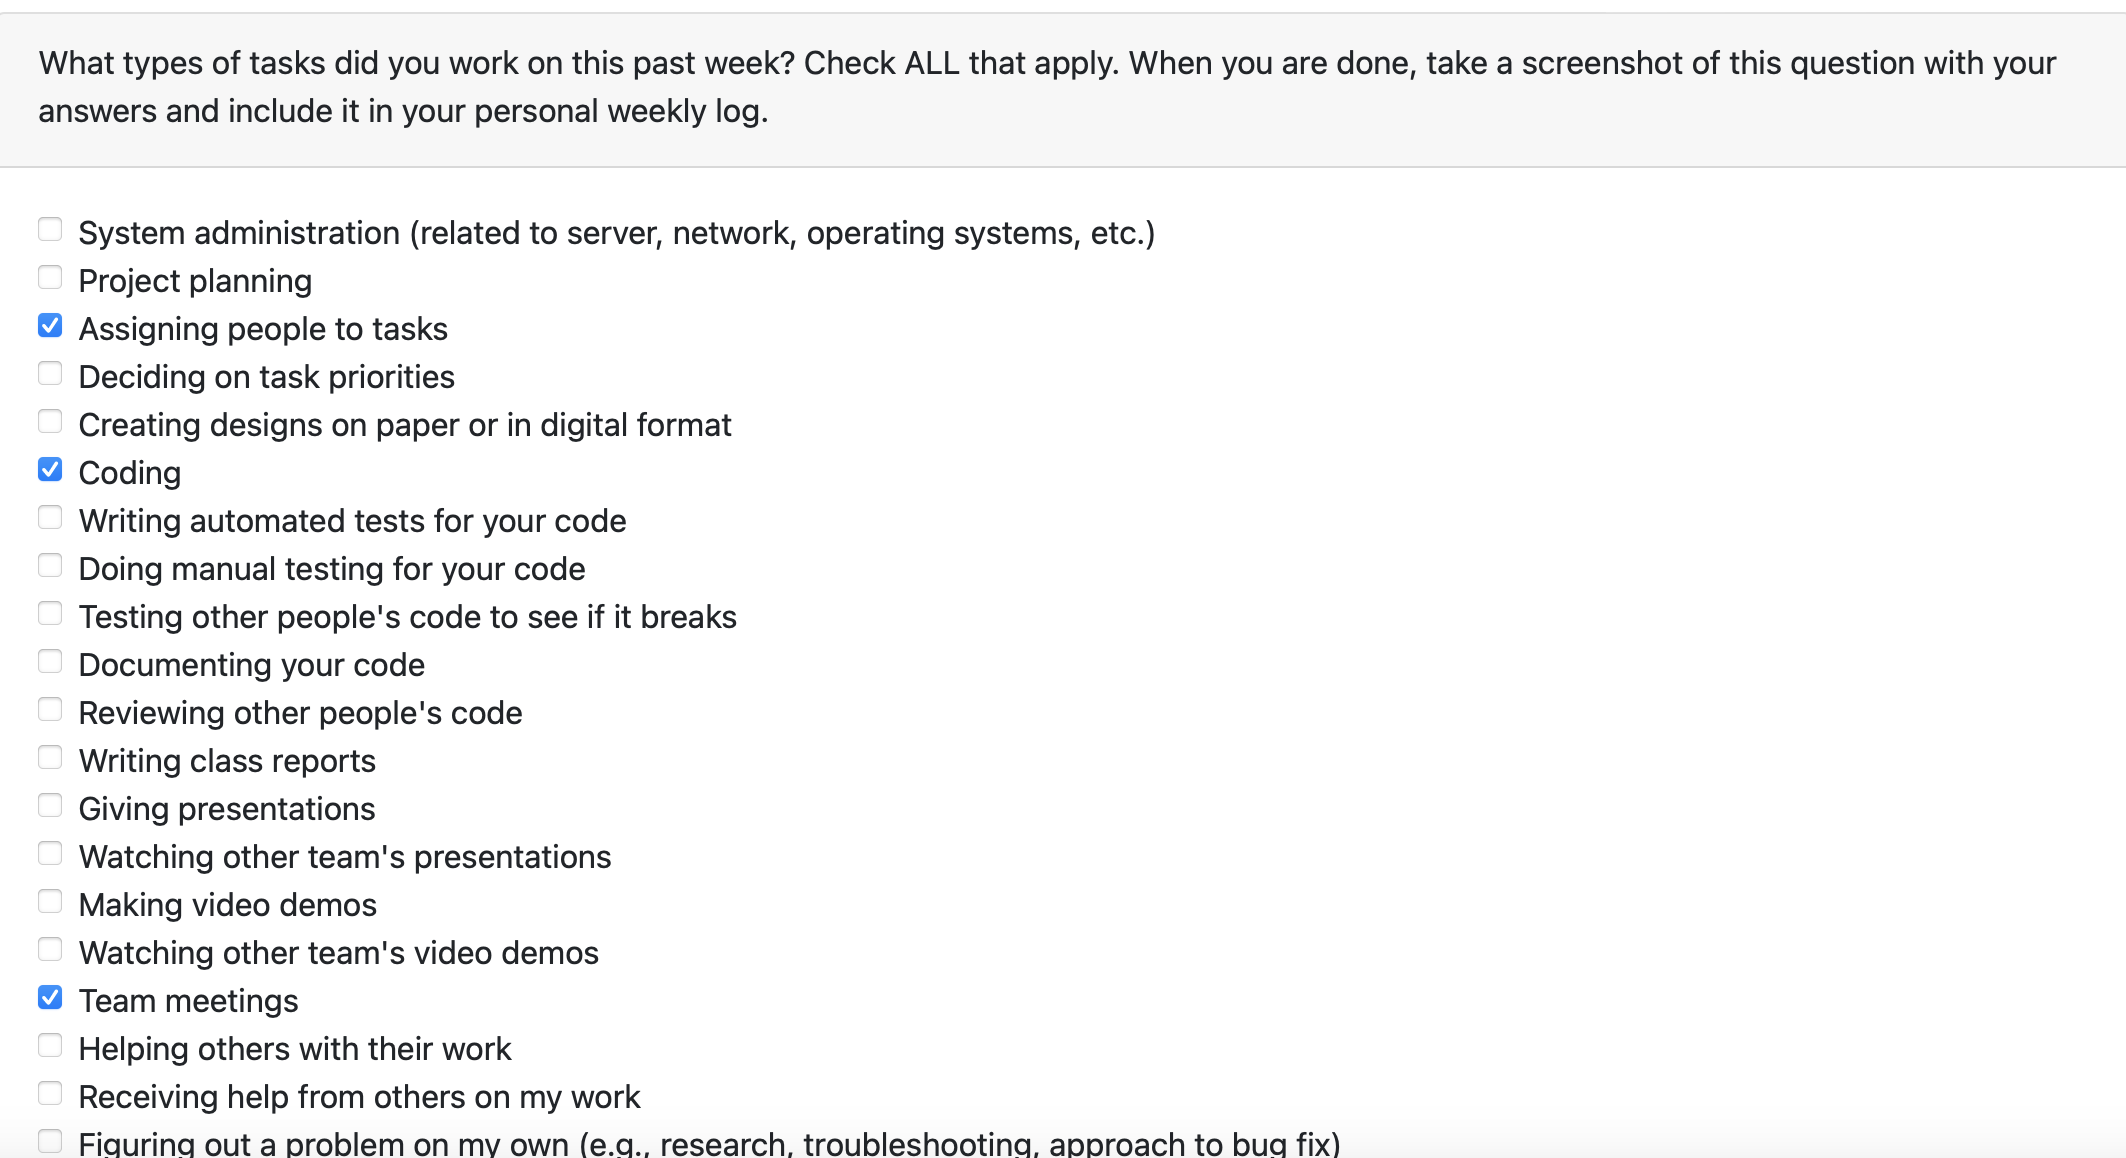 What types of tasks did you work on this past week? Check ALL that apply. When you are done, take a screenshot of this question with your
answers and include it in your personal weekly log.
System administration (related to server, network, operating systems, etc.)
Project planning
Assigning people to tasks
Deciding on task priorities
Creating designs on paper or in digital format
Coding
Writing automated tests for your code
Doing manual testing for your code
Testing other people's code to see if it breaks
Documenting your code
Reviewing other people's code
Writing class reports
Giving presentations
Watching other team's presentations
Making video demos
Watching other team's video demos
Team meetings
Helping others with their work
Receiving help from others on my work
Figuring out a problem on my own (e.g., research, troubleshooting, approach to bug fix)